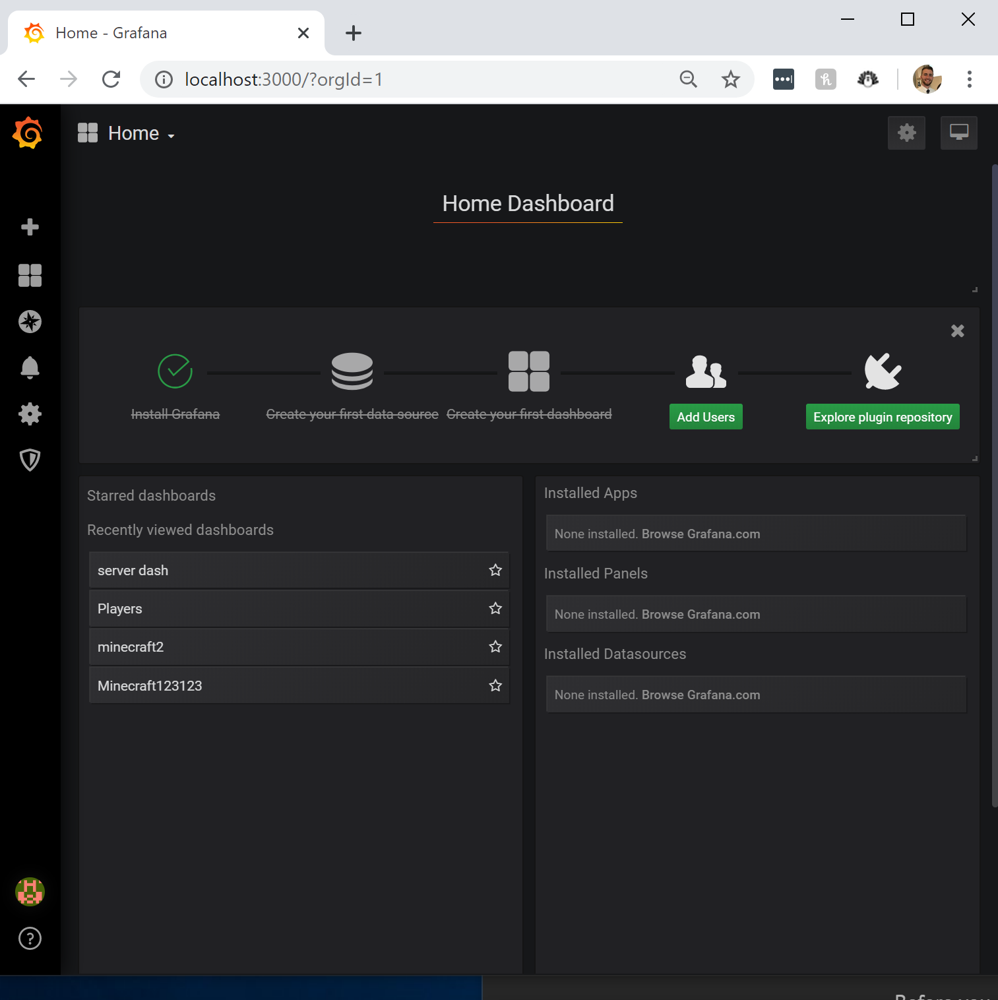 Home - Grafana
localhost:3000/?orgId=1
h
Home
Home Dashboard
Install Grafana
Create your first data source
Create your first dashboard
Add Users
Explore plugin repository
Starred dashboards
Recently viewed dashboards
server dash
Players
minecraft2
Minecraft123123
Installed Apps
None installed. Browse Grafana.com
Installed Panels
None installed. Browse Grafana.com
Installed Datasources
None installed. Browse Grafana.com
?
Before you